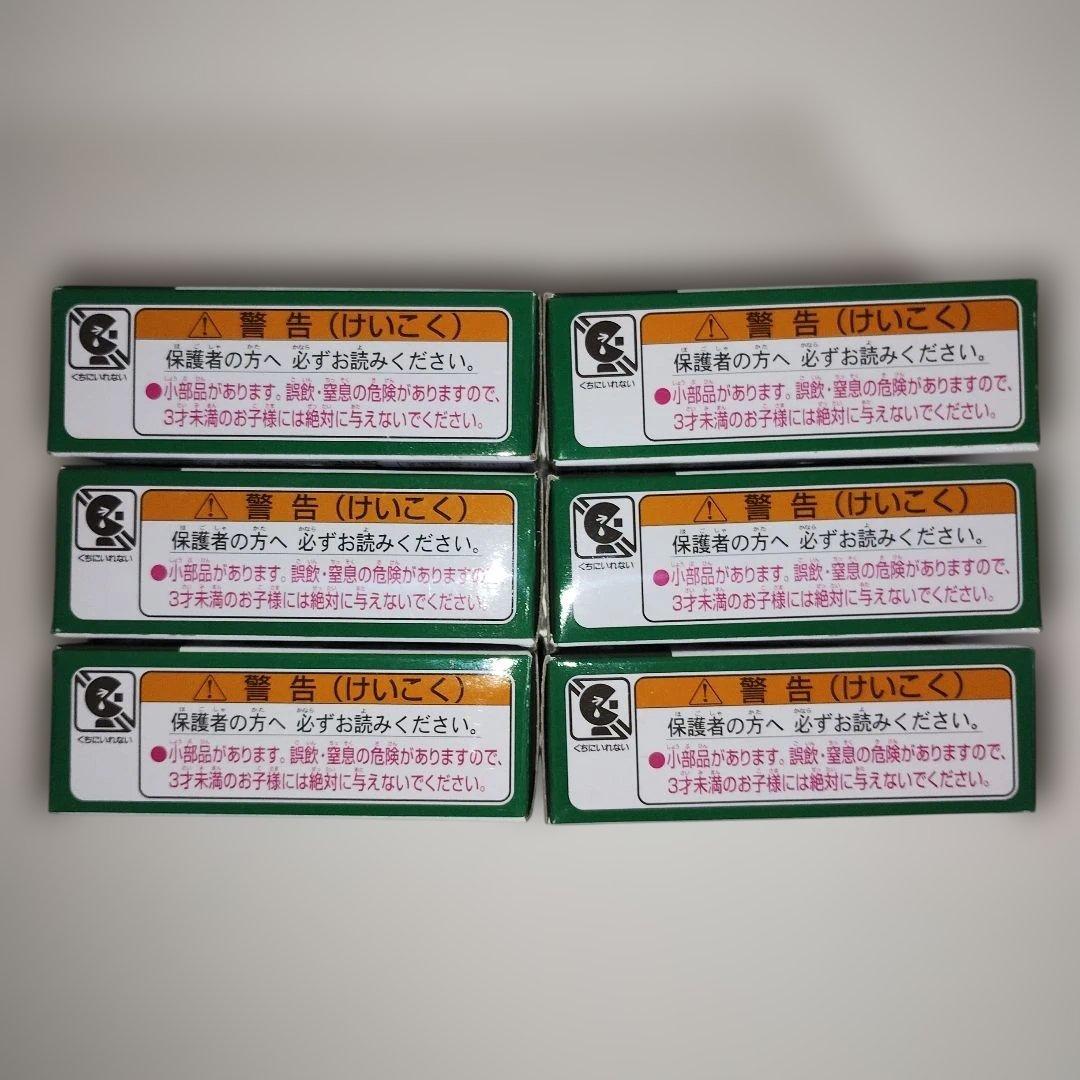 警告(けいこく)
くちにいれない
保護者の方へ 必ずお読みください。
●小部品があります。誤飲・窒息の危険がありますので、
3才未満のお子様には絶対に与えないでください。
警告(けいこく)
くちにいれない
保護者の方へ 必ずお読みください。
●小部品があります。誤飲・窒息の危険がありますので、
3才未満のお子様には絶対に与えないでください。
警告(けいこく)
くちにいれない
保護者の方へ 必ずお読みください。
●小部品があります。誤飲・窒息の危険がありますので、
3才未満のお子様には絶対に与えないでください。
警告(けいこく)
くちにいれない
保護者の方へ 必ずお読みください。
●小部品があります。誤飲・窒息の危険がありますので、
3才未満のお子様には絶対に与えないでください。
警告(けいこく)
くちにいれない
保護者の方へ 必ずお読みください。
●小部品があります。誤飲・窒息の危険がありますので、
3才未満のお子様には絶対に与えないでください。
警告(けいこく)
くちにいれない
保護者の方へ 必ずお読みください。
●小部品があります。誤飲・窒息の危険がありますので、
3才未満のお子様には絶対に与えないでください。